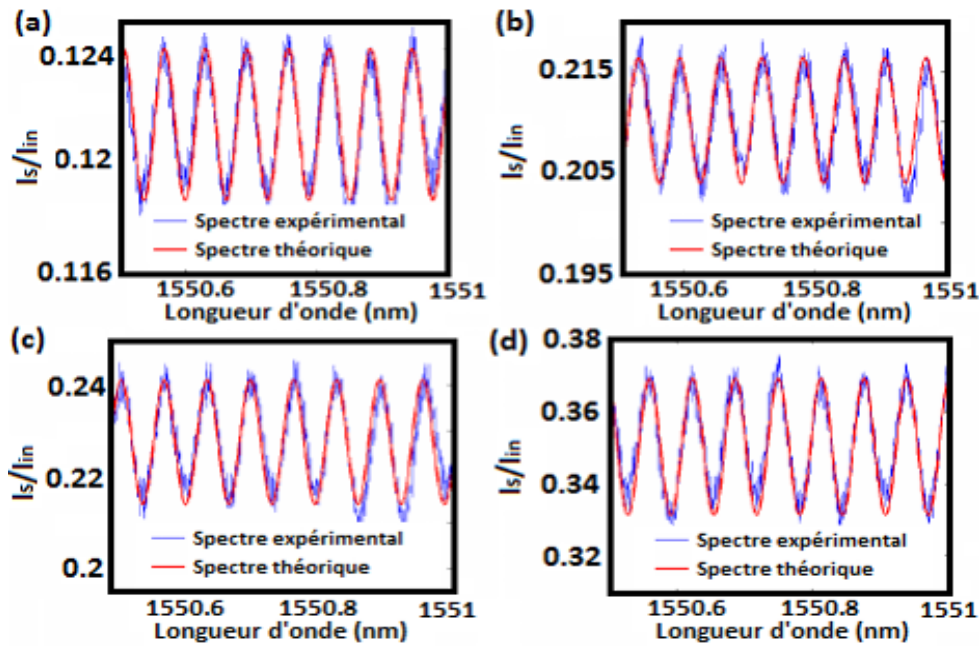 (a)
0.124
0.12
0.116
Is/Iin
Spectre expérimental
Spectre théorique
1550.6
1550.8
1551
Longueur d'onde (nm)
(b)
0.215
0.205
0.195
Is/Iin
Spectre expérimental
Spectre théorique
1550.6
1550.8
1551
Longueur d'onde (nm)
(c)
0.24
0.22
0.2
Is/Iin
Spectre expérimental
Spectre théorique
1550.6
1550.8
1551
Longueur d'onde (nm)
(d)
0.38
0.36
0.34
0.32
Is/Iin
Spectre expérimental
Spectre théorique
1550.6
1550.8
1551
Longueur d'onde (nm)